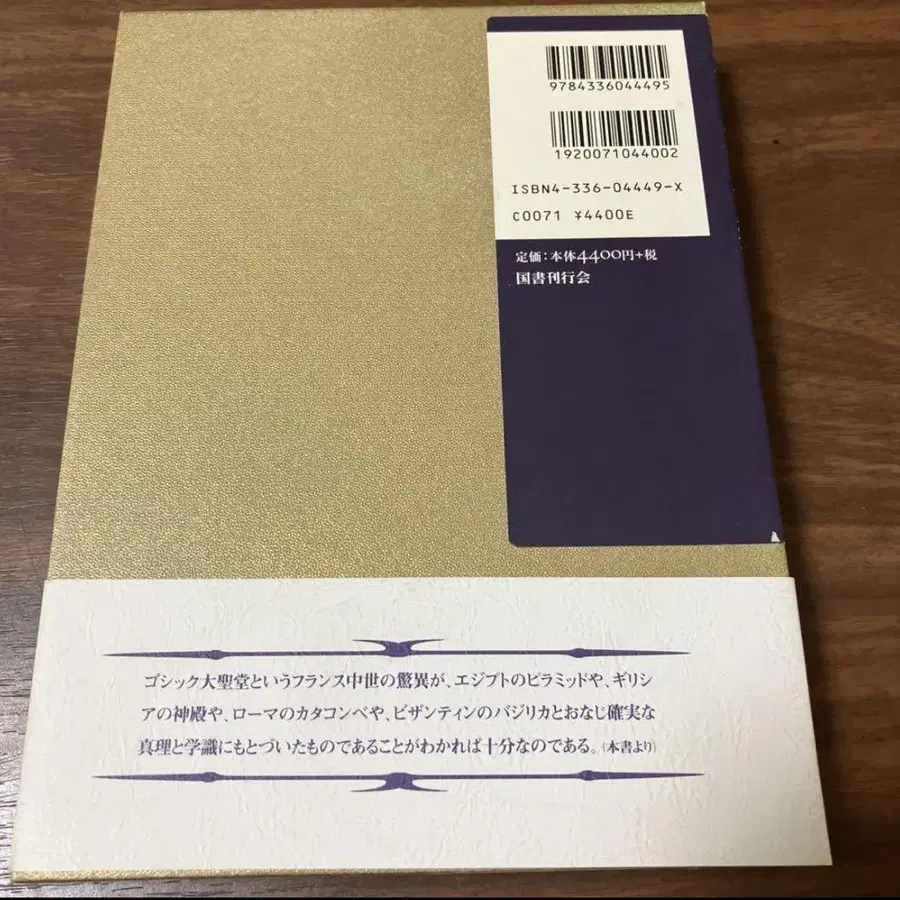 9784336044495
1920071044002
ISBN4-336-04449-X
C0071 ¥4400E
定価:本体4400円+税
国書刊行会
ゴシック大聖堂というフランス中世の驚異が、エジプトのピラミッドや、ギリシ
アの神殿や、ローマのカタコンベや、ビザンティンのバジリカとおなじ確実な
真理と学識にもとづいたものであることがわかれば十分なのである。(本書より)